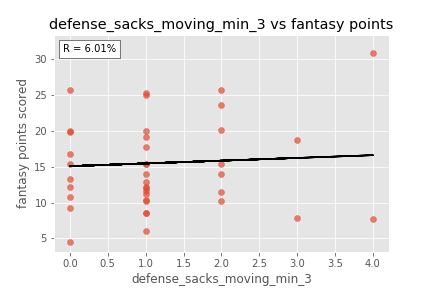 defense_sacks_moving_min_3 vs fantasy points
R = 6.01%
fantasy points scored
30
25
20
15
10
5
0.0 0.5 1.0 1.5 2.0 2.5 3.0 3.5 4.0
defense_sacks_moving_min_3